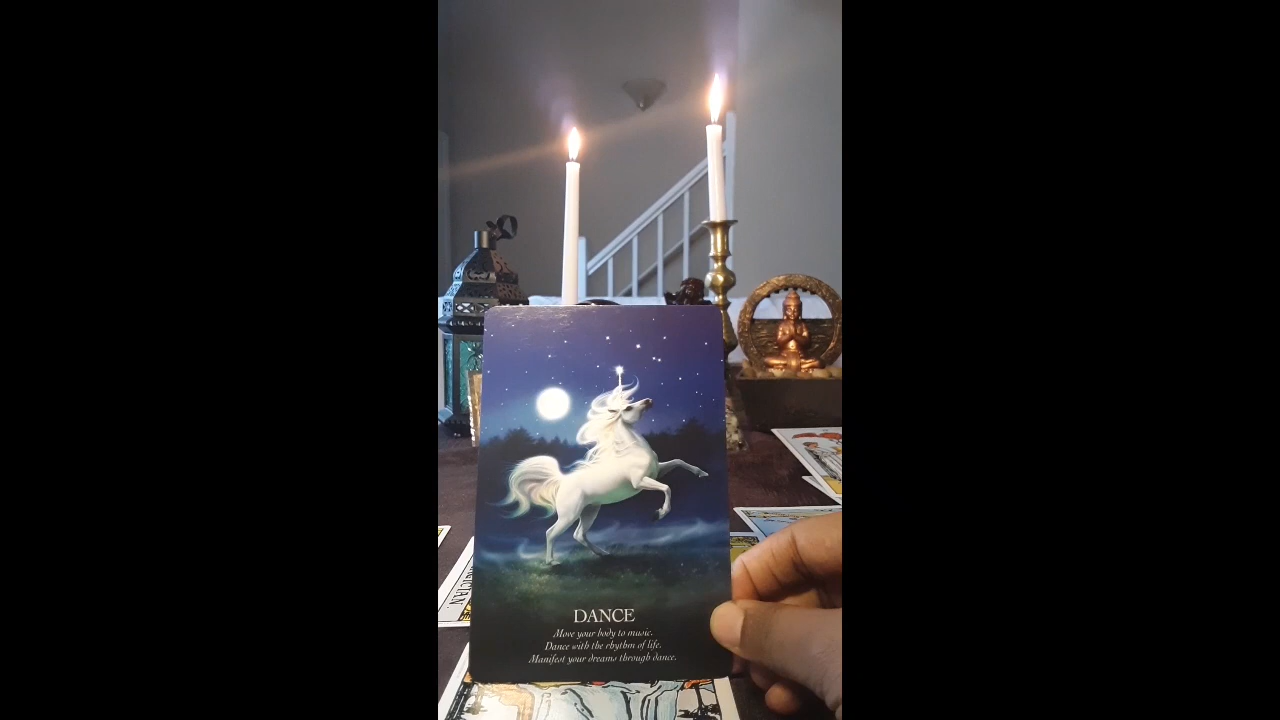 DANCE
Move your body to music.
Dance with the rhythm of life.
Manifest your dreams through dance.